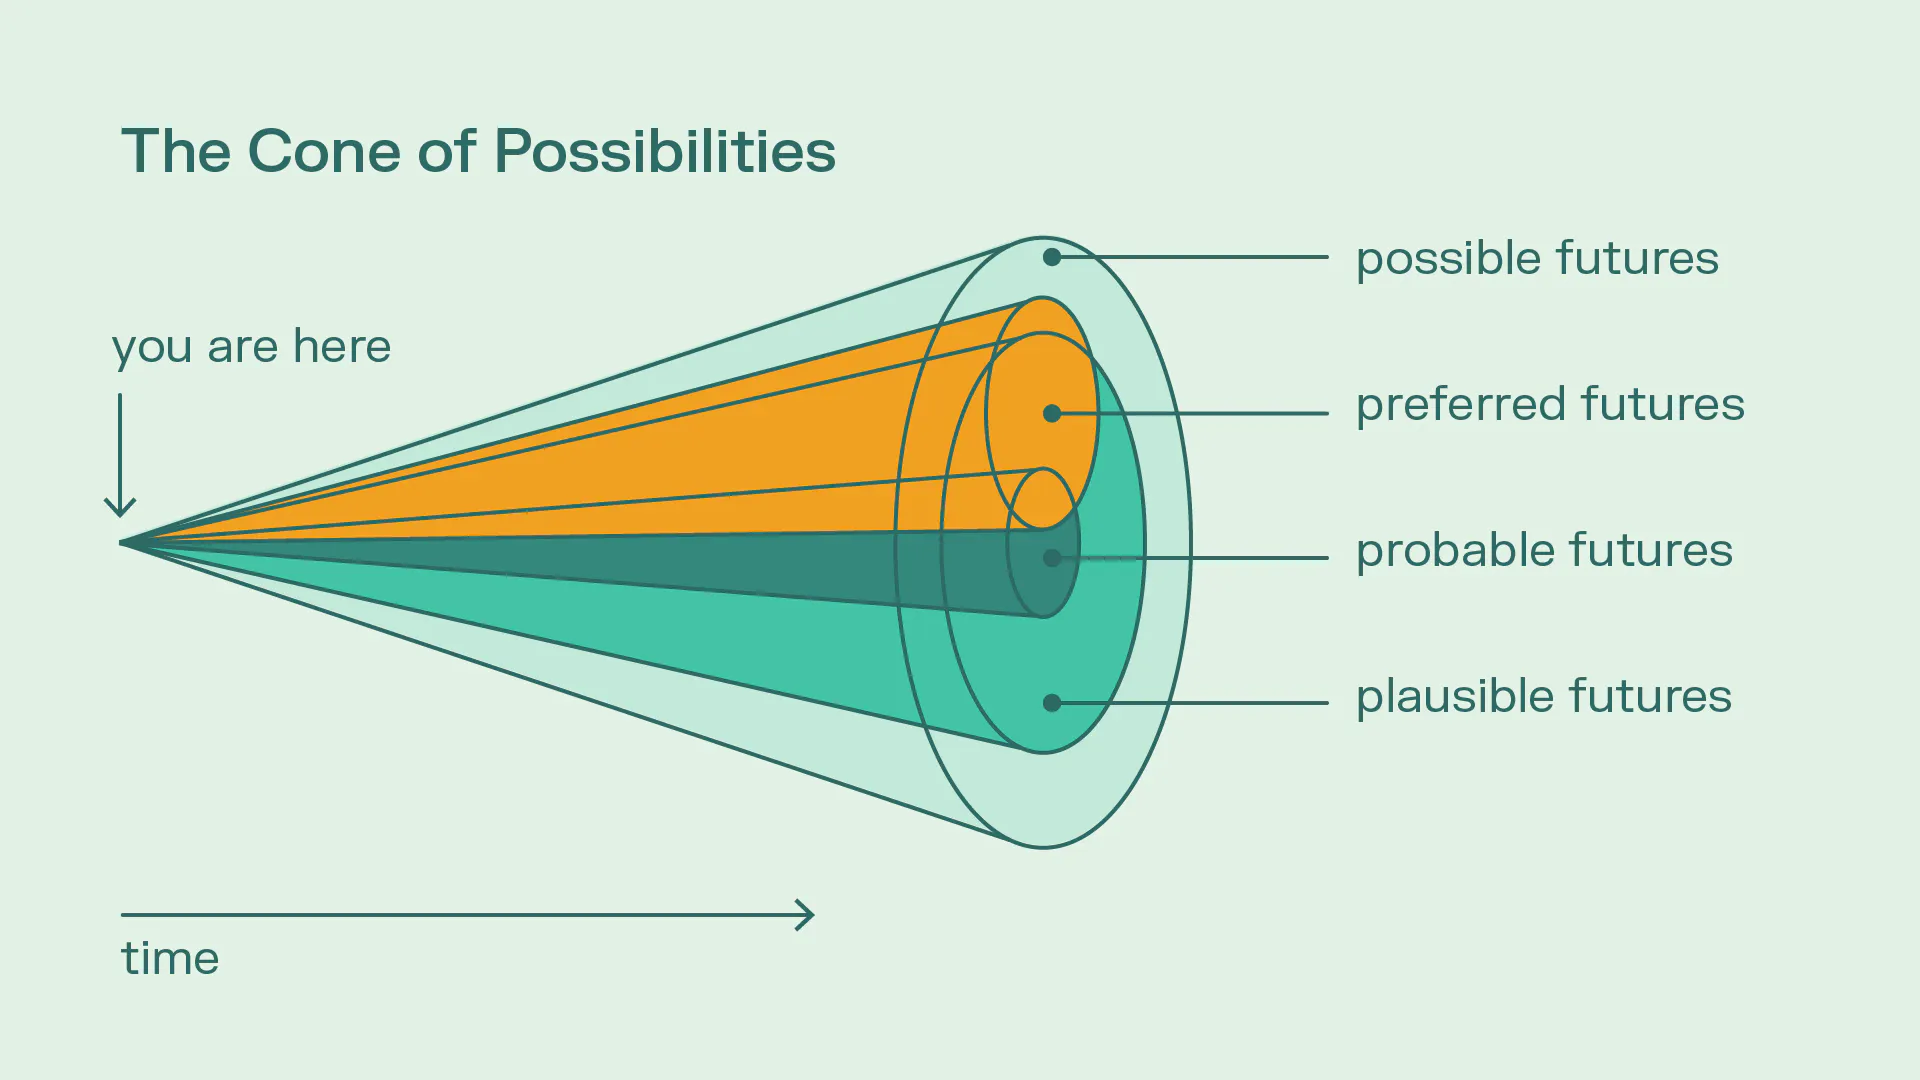 The Cone of Possibilities
possible futures
you are here
preferred futures
probable futures
plausible futures
time